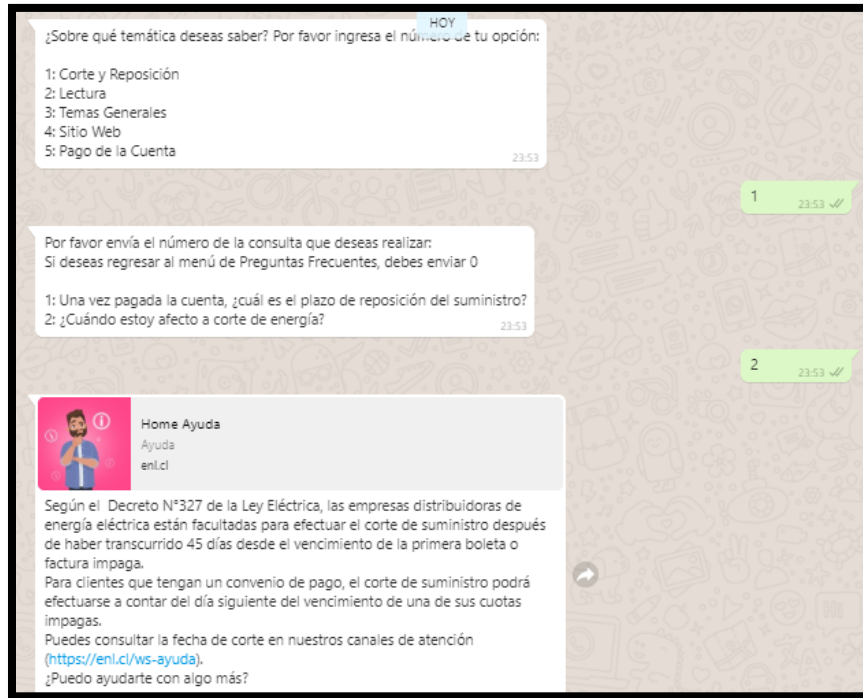 HOY
¿Sobre qué temática deseas saber? Por favor ingresa el número de tu opción:
1: Corte y Reposición
2: Lectura
3: Temas Generales
4: Sitio Web
5: Pago de la Cuenta
23:53
1
23:53
Por favor envía el número de la consulta que deseas realizar:
Si deseas regresar al menú de Preguntas Frecuentes, debes enviar 0
1: Una vez pagada la cuenta, ¿cuál es el plazo de reposición del suministro?
2: ¿Cuándo estoy afecto a corte de energía?
23:53
2
23:53
Home Ayuda
Ayuda
enl.cl
Según el Decreto N°327 de la Ley Eléctrica, las empresas distribuidoras de
energía eléctrica están facultadas para efectuar el corte de suministro después
de haber transcurrido 45 días desde el vencimiento de la primera boleta o
factura impaga.
Para clientes que tengan un convenio de pago, el corte de suministro podrá
efectuarse a contar del día siguiente del vencimiento de una de sus cuotas
impagas.
Puedes consultar la fecha de corte en nuestros canales de atención
(https://enl.cl/ws-ayuda).
¿Puedo ayudarte con algo más?